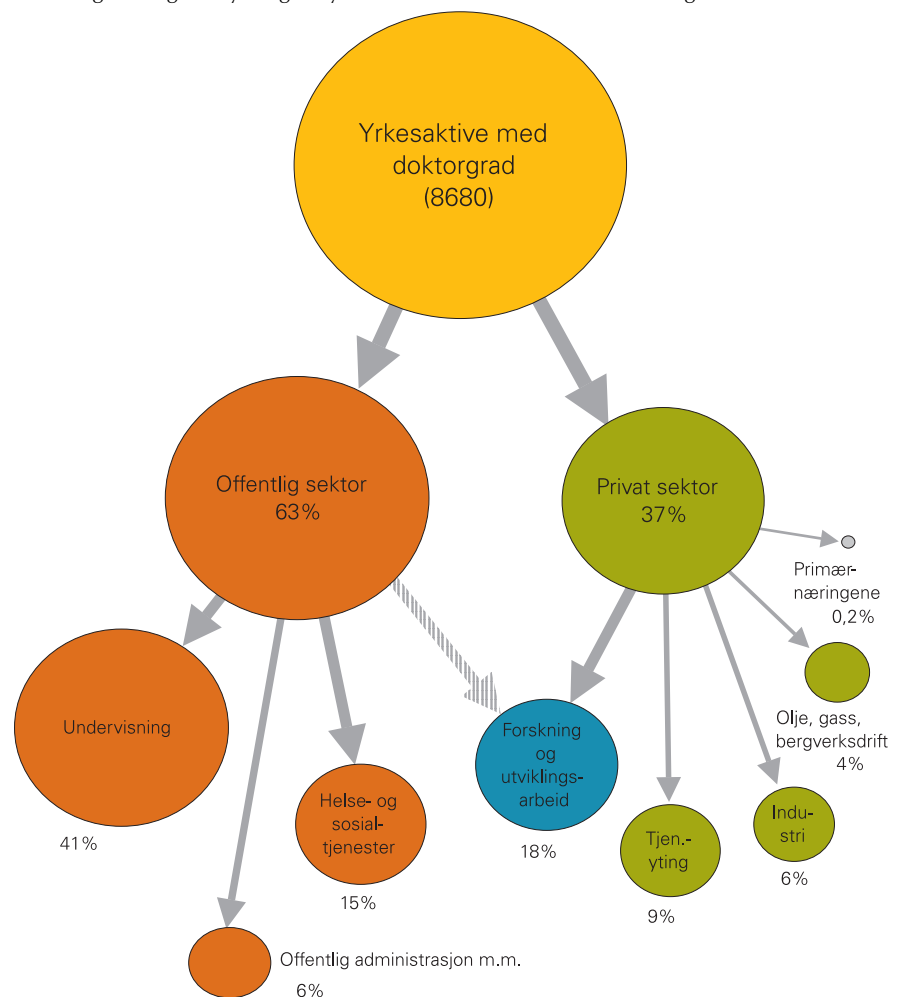 Yrkesaktive med
doktorgrad
(8680)
Offentlig sektor
63%
Privat sektor
37%
Primær-
næringene
0,2%
Olje, gass,
bergverksdrift
4%
Undervisning
41%
Helse- og
sosial-
tjenester
15%
Forskning
og
utviklings-
arbeid
18%
Tjen.-
yting
9%
Indu-
stri
6%
Offentlig administrasjon m.m.
6%